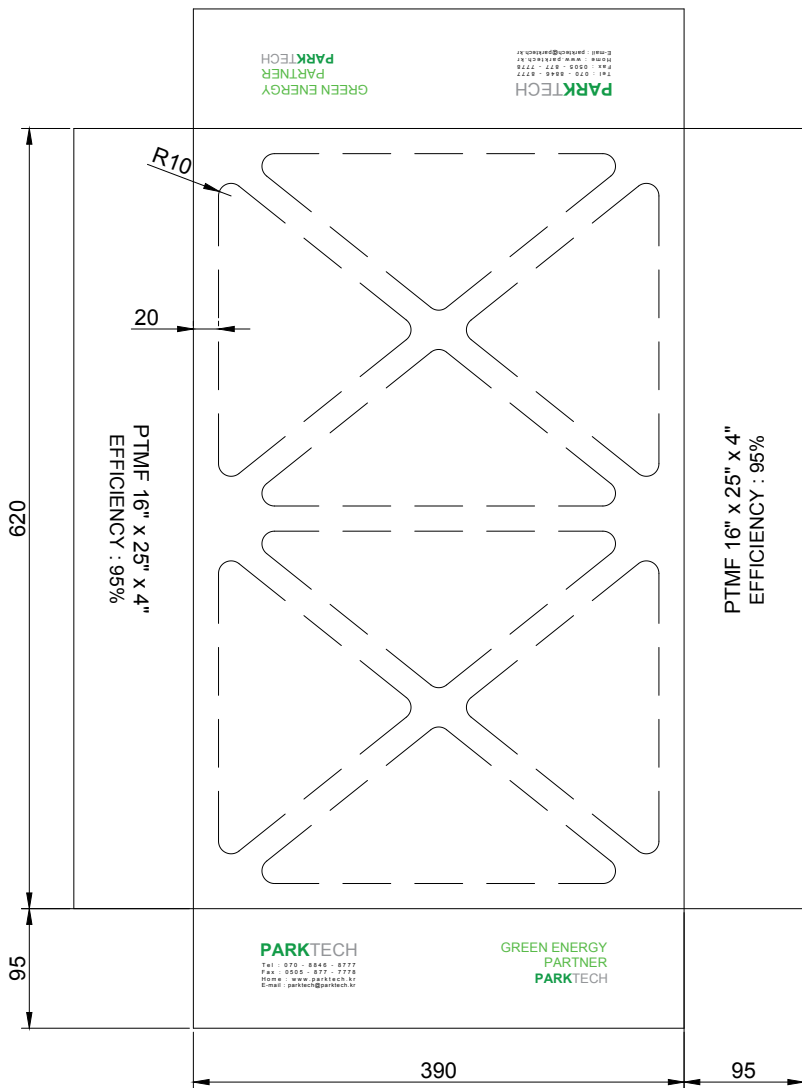 PARKTECH
PARTNER
GREEN ENERGY
E-mail : parktech@parktech.kr
Home : www.parktech.kr
Fax : 0505 - 877 - 7778
Tel : 070 - 8846 - 8777
PARKTECH
R10
20
620
PTMF 16" x 25" x 4"
EFFICIENCY : 95%
PTMF 16" x 25" x 4"
EFFICIENCY : 95%
95
PARKTECH
Tel : 070 - 8846 - 8777
Fax : 0505 - 877 - 7778
Home : www.parktech.kr
E-mail : parktech@parktech.kr
GREEN ENERGY
PARTNER
PARKTECH
390
95